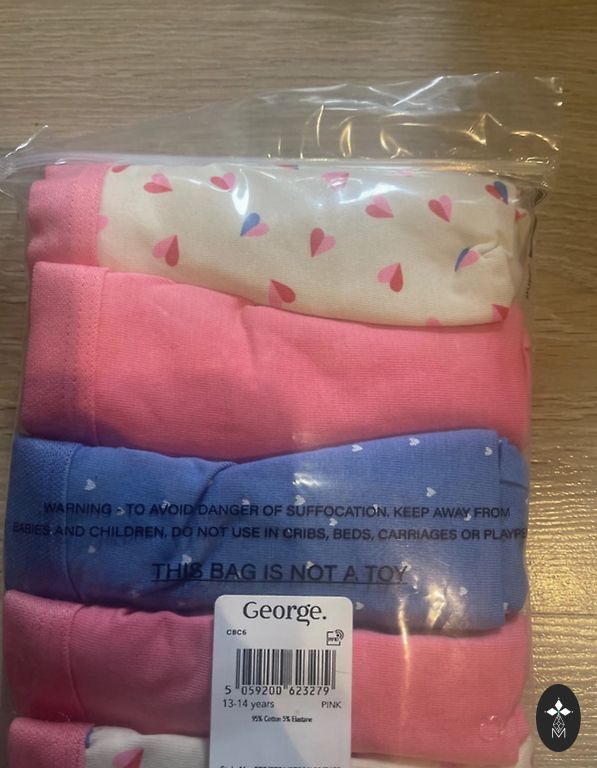 WARNING - TO AVOID DANGER OF SUFFOCATION. KEEP AWAY FROM
BABIES AND CHILDREN, DO NOT USE IN CRIBS, BEDS, CARRIAGES OR PLAYPE
THIS BAG IS NOT A TOY
George.
CBC6
RFID
5 059200 623279
13-14 years PINK
95% Cotton 5% Elastane